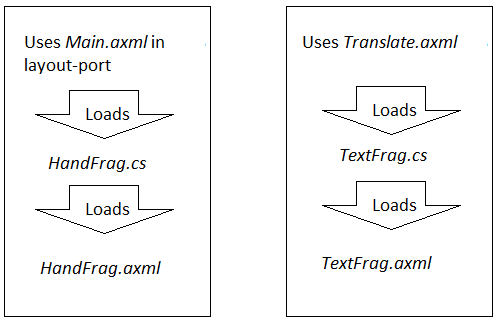 Uses Main.axml in
layout-port
Loads
HandFrag.cs
Loads
HandFrag.axml
Uses Translate.axml
Loads
TextFrag.cs
Loads
TextFrag.axml